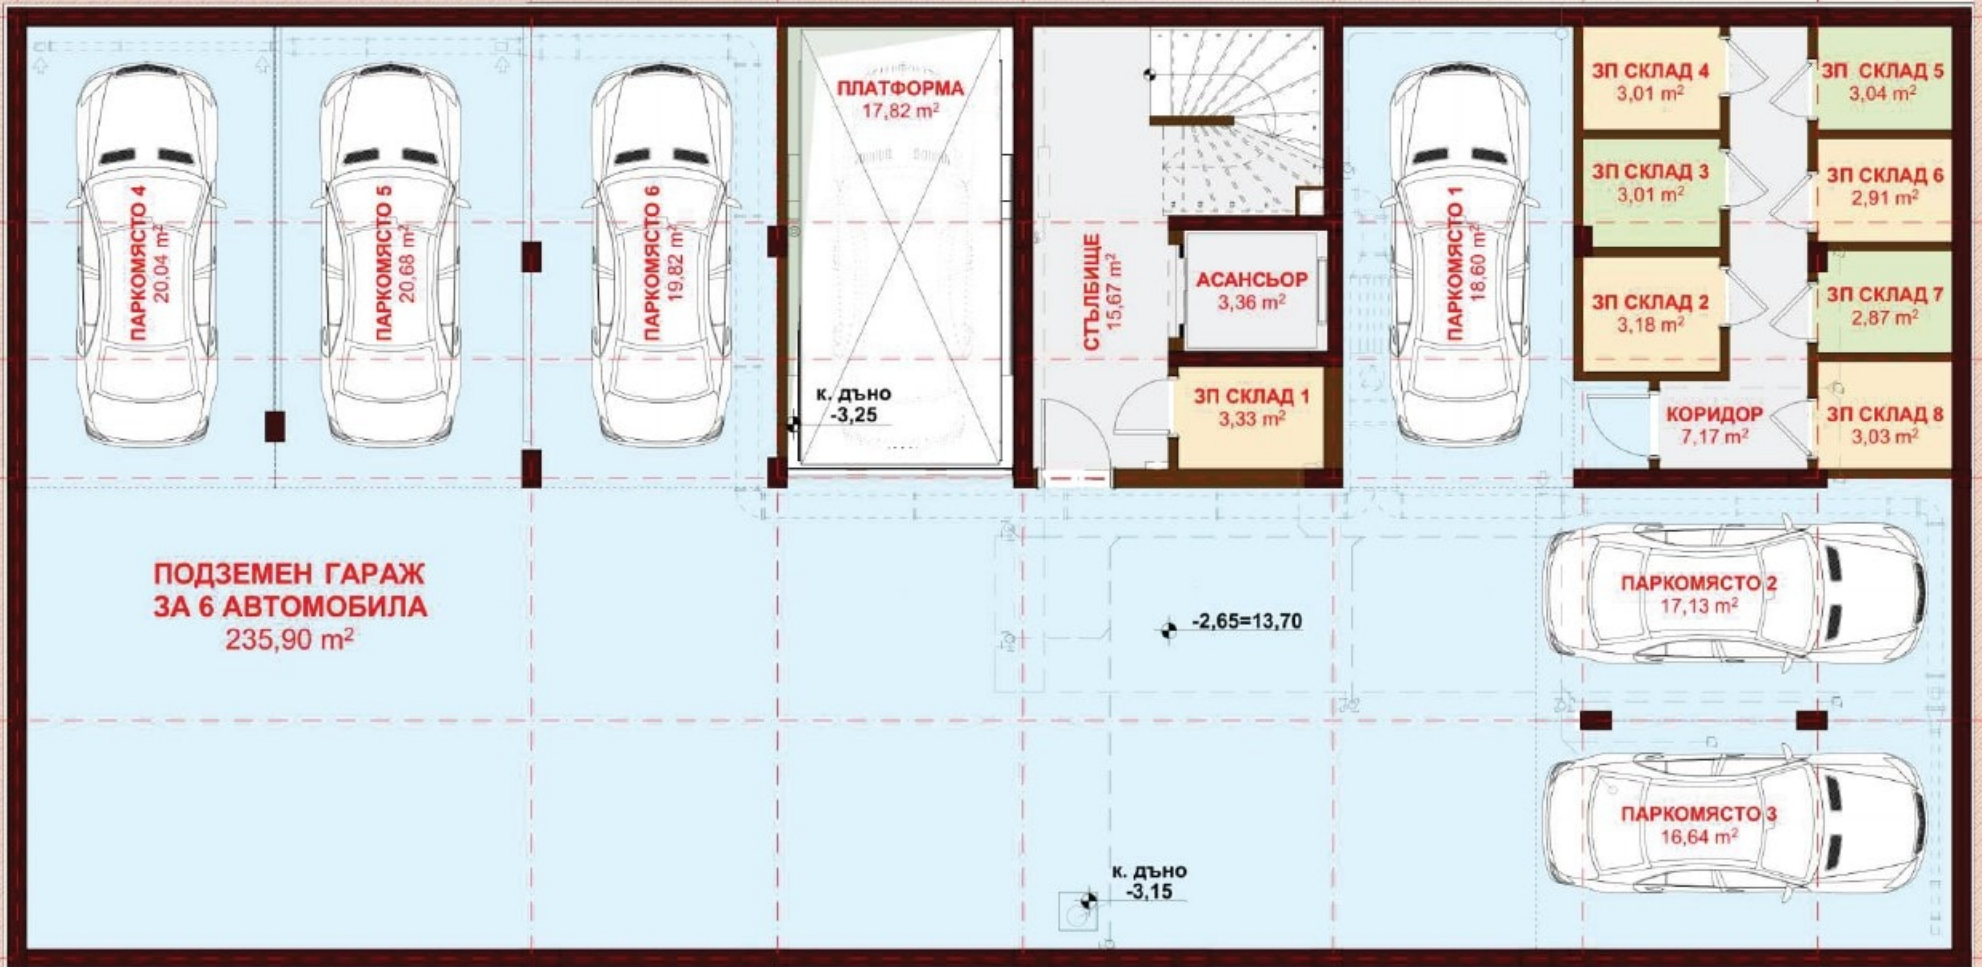 ПАРКОМЯСТО 4
20,04 m²
ПАРКОМЯСТО 5
20,68 m²
ПАРКОМЯСТО 6
19,82 m²
ПЛАТФОРМА
17,82 m²
к. дъно
-3,25
СТЪЛБИЩЕ
15,67 m²
АСАНСЬОР
3,36 m²
ЗП СКЛАД 1
3,33 m²
ПАРКОМЯСТО 1
18,60 m²
ЗП СКЛАД 4
3,01 m²
ЗП СКЛАД 3
3,01 m²
ЗП СКЛАД 2
3,18 m²
КОРИДОР
7,17 m²
ЗП СКЛАД 5
3,04 m²
ЗП СКЛАД 6
2,91 m²
ЗП СКЛАД 7
2,87 m²
ЗП СКЛАД 8
3,03 m²
ПОДЗЕМЕН ГАРАЖ
ЗА 6 АВТОМОБИЛА
235,90 m²
-2,65=13,70
ПАРКОМЯСТО 2
17,13 m²
ПАРКОМЯСТО 3
16,64 m²
к. дъно
-3,15